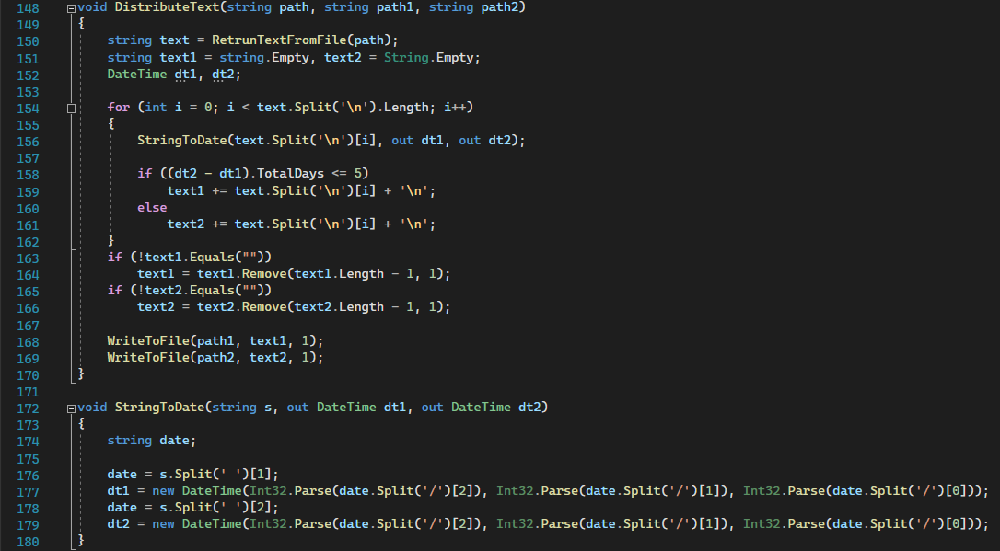 148 void DistributeText(string path, string path1, string path2)
149 {
150     string text = RetrunTextFromFile(path);
151     string text1 = string.Empty, text2 = String.Empty;
152     DateTime dt1, dt2;
153
154     for (int i = 0; i < text.Split('\n').Length; i++)
155     {
156         StringToDate(text.Split('\n')[i], out dt1, out dt2);
157
158         if ((dt2 - dt1).TotalDays <= 5)
159             text1 += text.Split('\n')[i] + '\n';
160         else
161             text2 += text.Split('\n')[i] + '\n';
162     }
163     if (!text1.Equals(""))
164         text1 = text1.Remove(text1.Length - 1, 1);
165     if (!text2.Equals(""))
166         text2 = text2.Remove(text2.Length - 1, 1);
167
168     WriteToFile(path1, text1, 1);
169     WriteToFile(path2, text2, 1);
170 }
171
172 void StringToDate(string s, out DateTime dt1, out DateTime dt2)
173 {
174     string date;
175
176     date = s.Split(' ')[1];
177     dt1 = new DateTime(Int32.Parse(date.Split('/')[2]), Int32.Parse(date.Split('/')[1]), Int32.Parse(date.Split('/')[0]));
178     date = s.Split(' ')[2];
179     dt2 = new DateTime(Int32.Parse(date.Split('/')[2]), Int32.Parse(date.Split('/')[1]), Int32.Parse(date.Split('/')[0]));
180 }